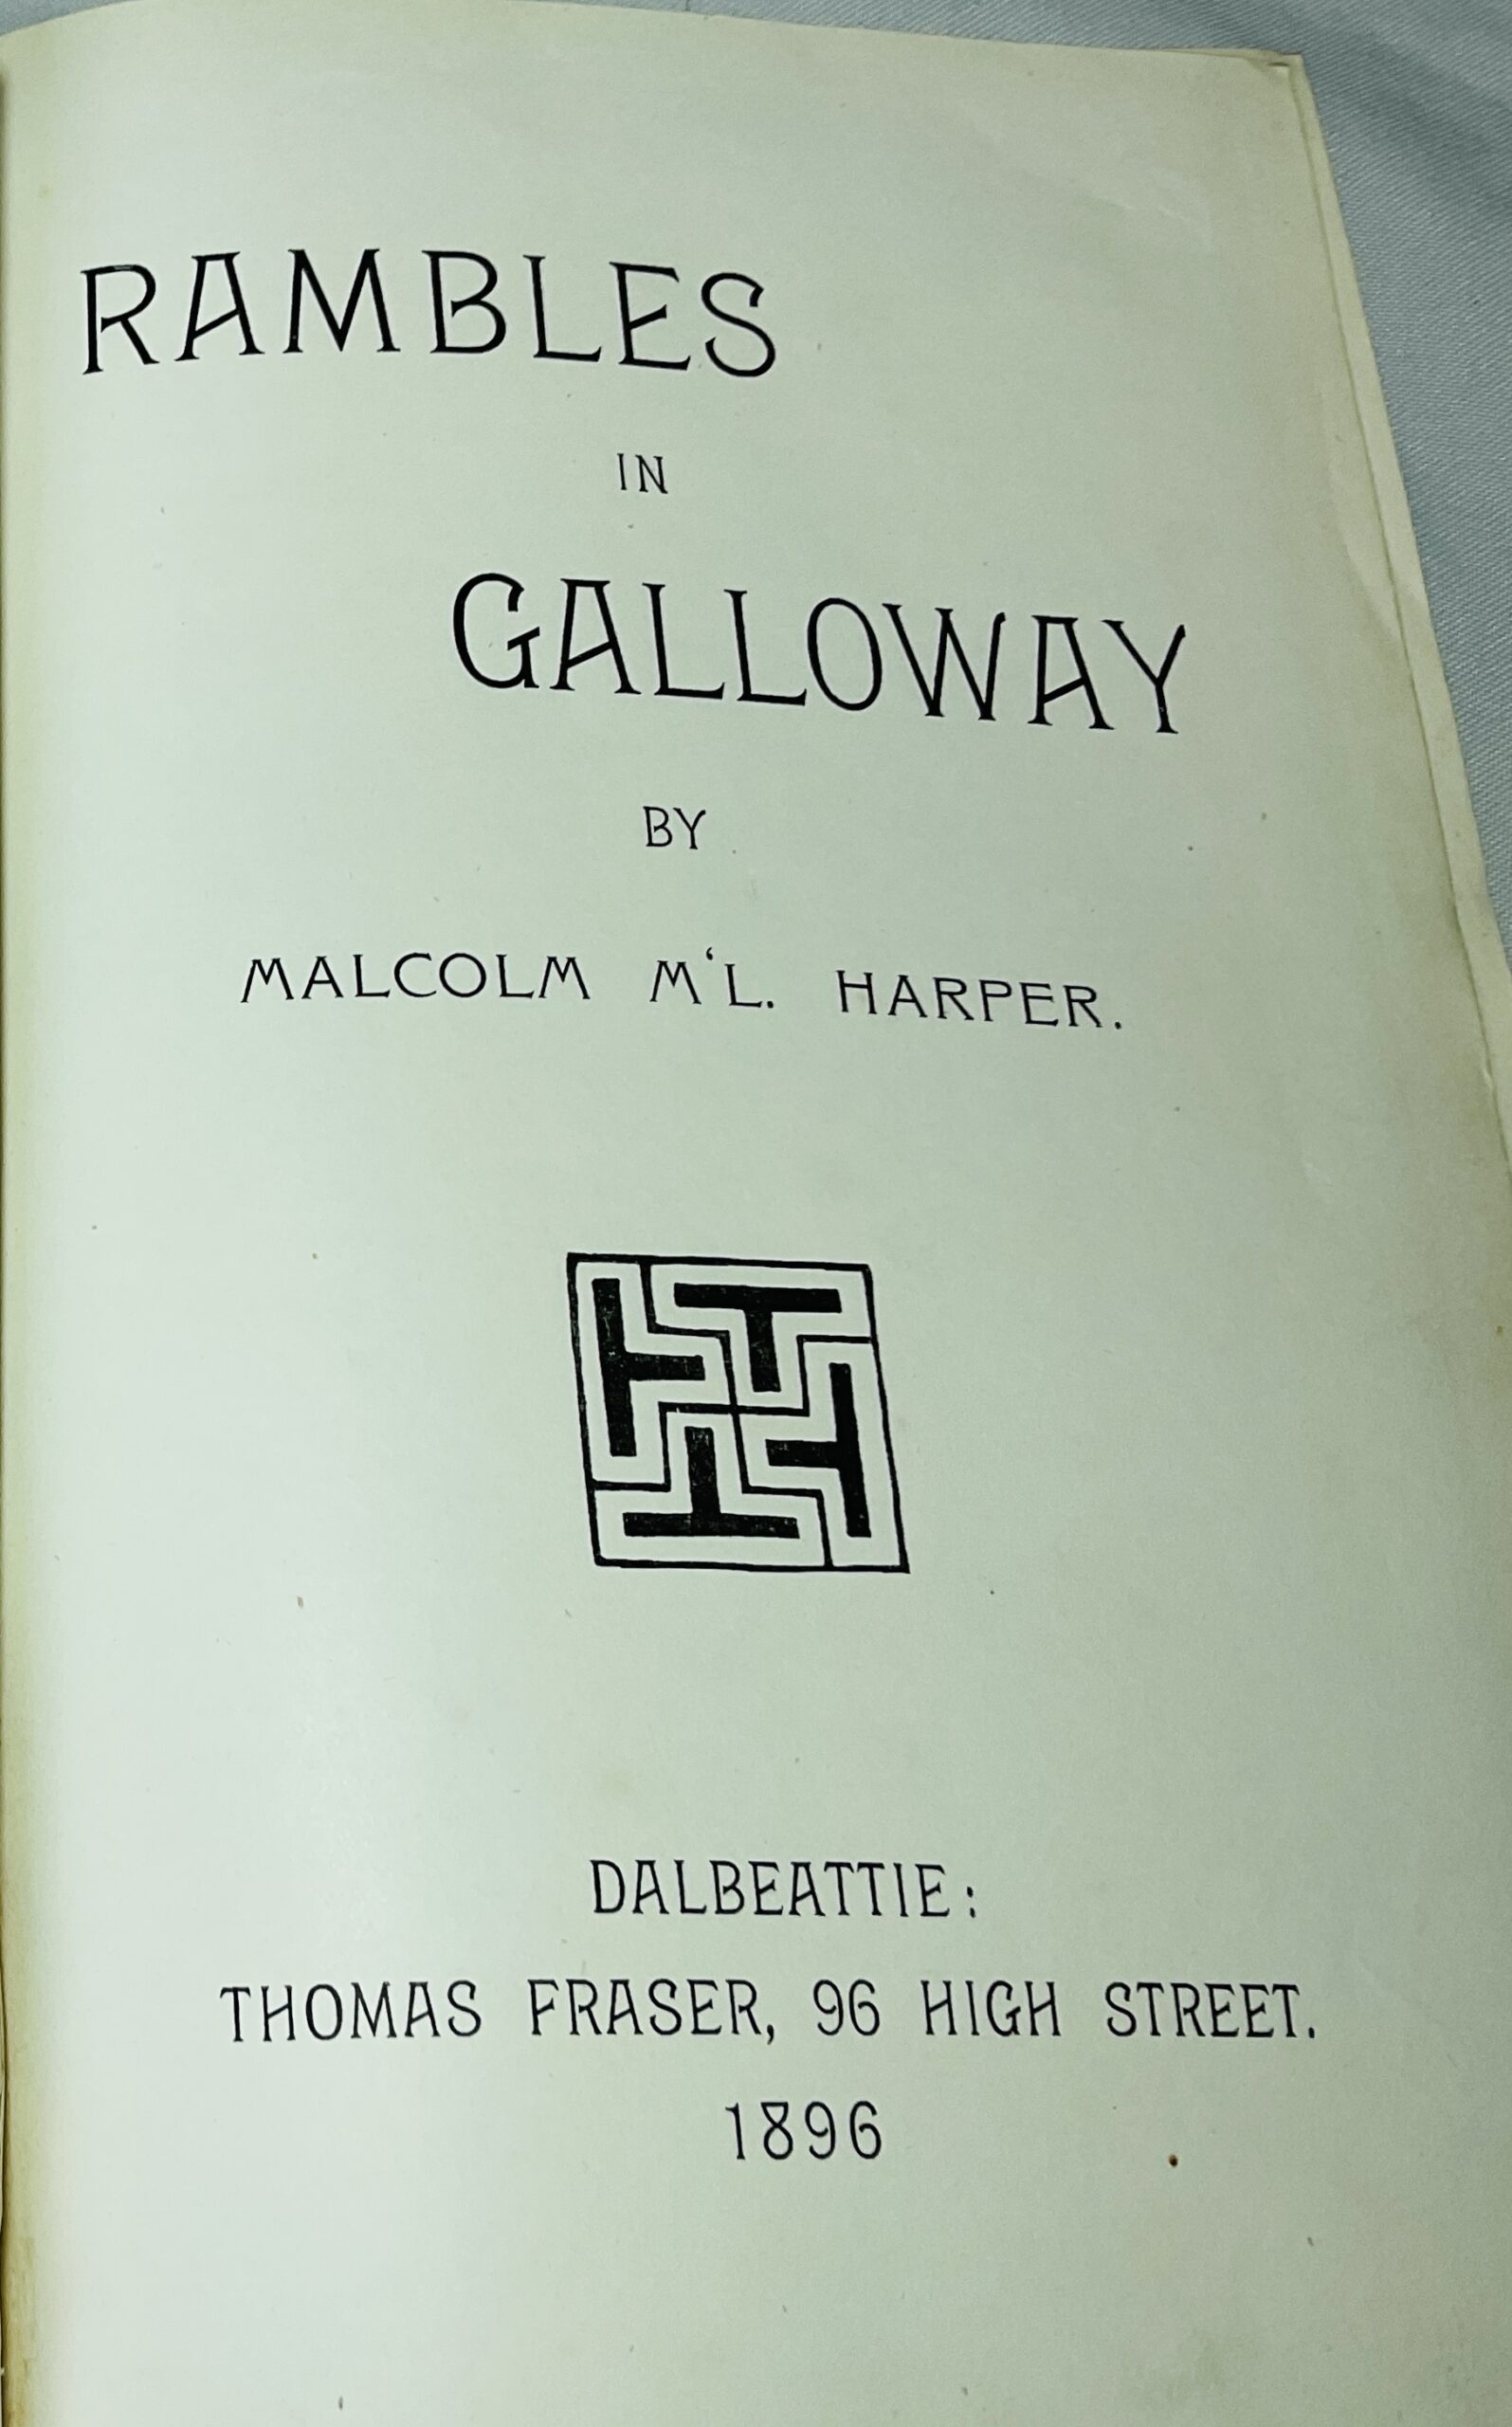 RAMBLES
IN
GALLOWAY
BY
MALCOLM M‘L. HARPER.
DALBEATTIE:
THOMAS FRASER, 96 HIGH STREET.
1896